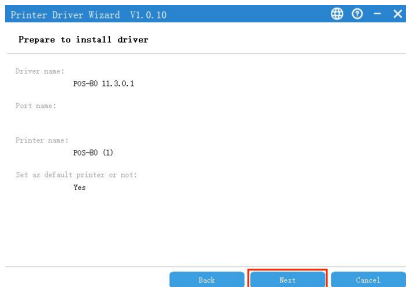 Printer Driver Wizard V1.0.10
Prepare to install driver
Driver name:
POS-80 11.3.0.1
Port name:
Printer name:
POS-80 (1)
Set as default printer or not:
Yes
Back Next Cancel